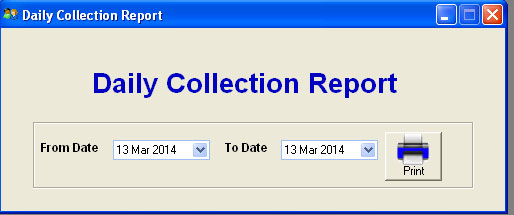 Daily Collection Report
Daily Collection Report
From Date 13 Mar 2014 To Date 13 Mar 2014 Print